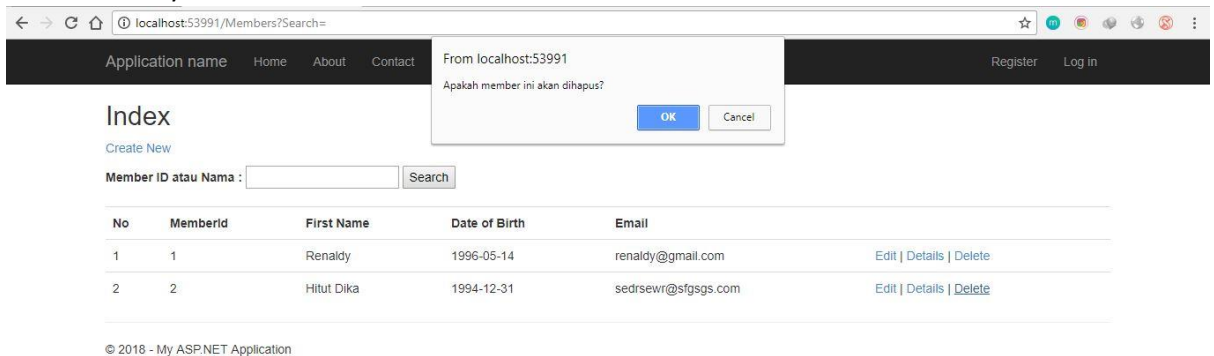 localhost:53991/Members?Search=
Application name Home About Contact Register Log in
From localhost:53991
Apakah member ini akan dihapus?
OK Cancel
Index
Create New
Member ID atau Nama : Search
No MemberId First Name Date of Birth Email
1 1 Renaldy 1996-05-14 renaldy@gmail.com Edit | Details | Delete
2 2 Hitut Dika 1994-12-31 sedrsewr@sfgsgs.com Edit | Details | Delete
© 2018 - My ASP.NET Application